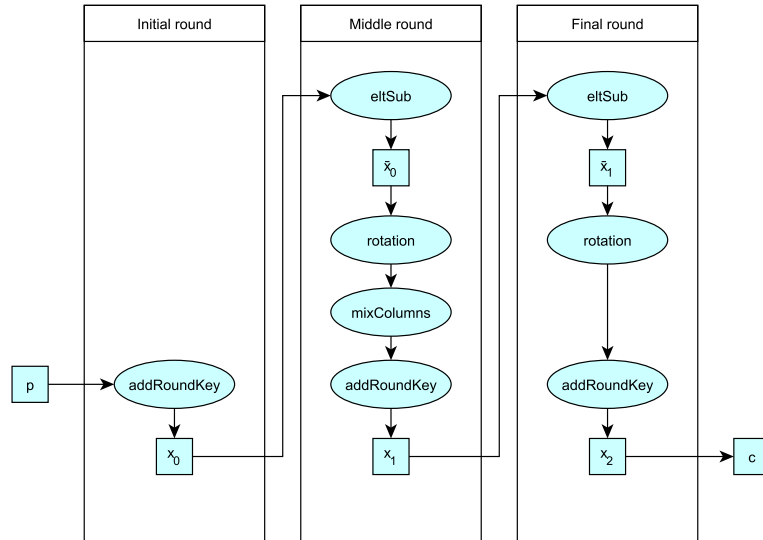 Initial round
Middle round
Final round
eltSub
eltSub
x̄₀
x̄₁
rotation
rotation
mixColumns
p
addRoundKey
addRoundKey
addRoundKey
x₀
x₁
x₂
c